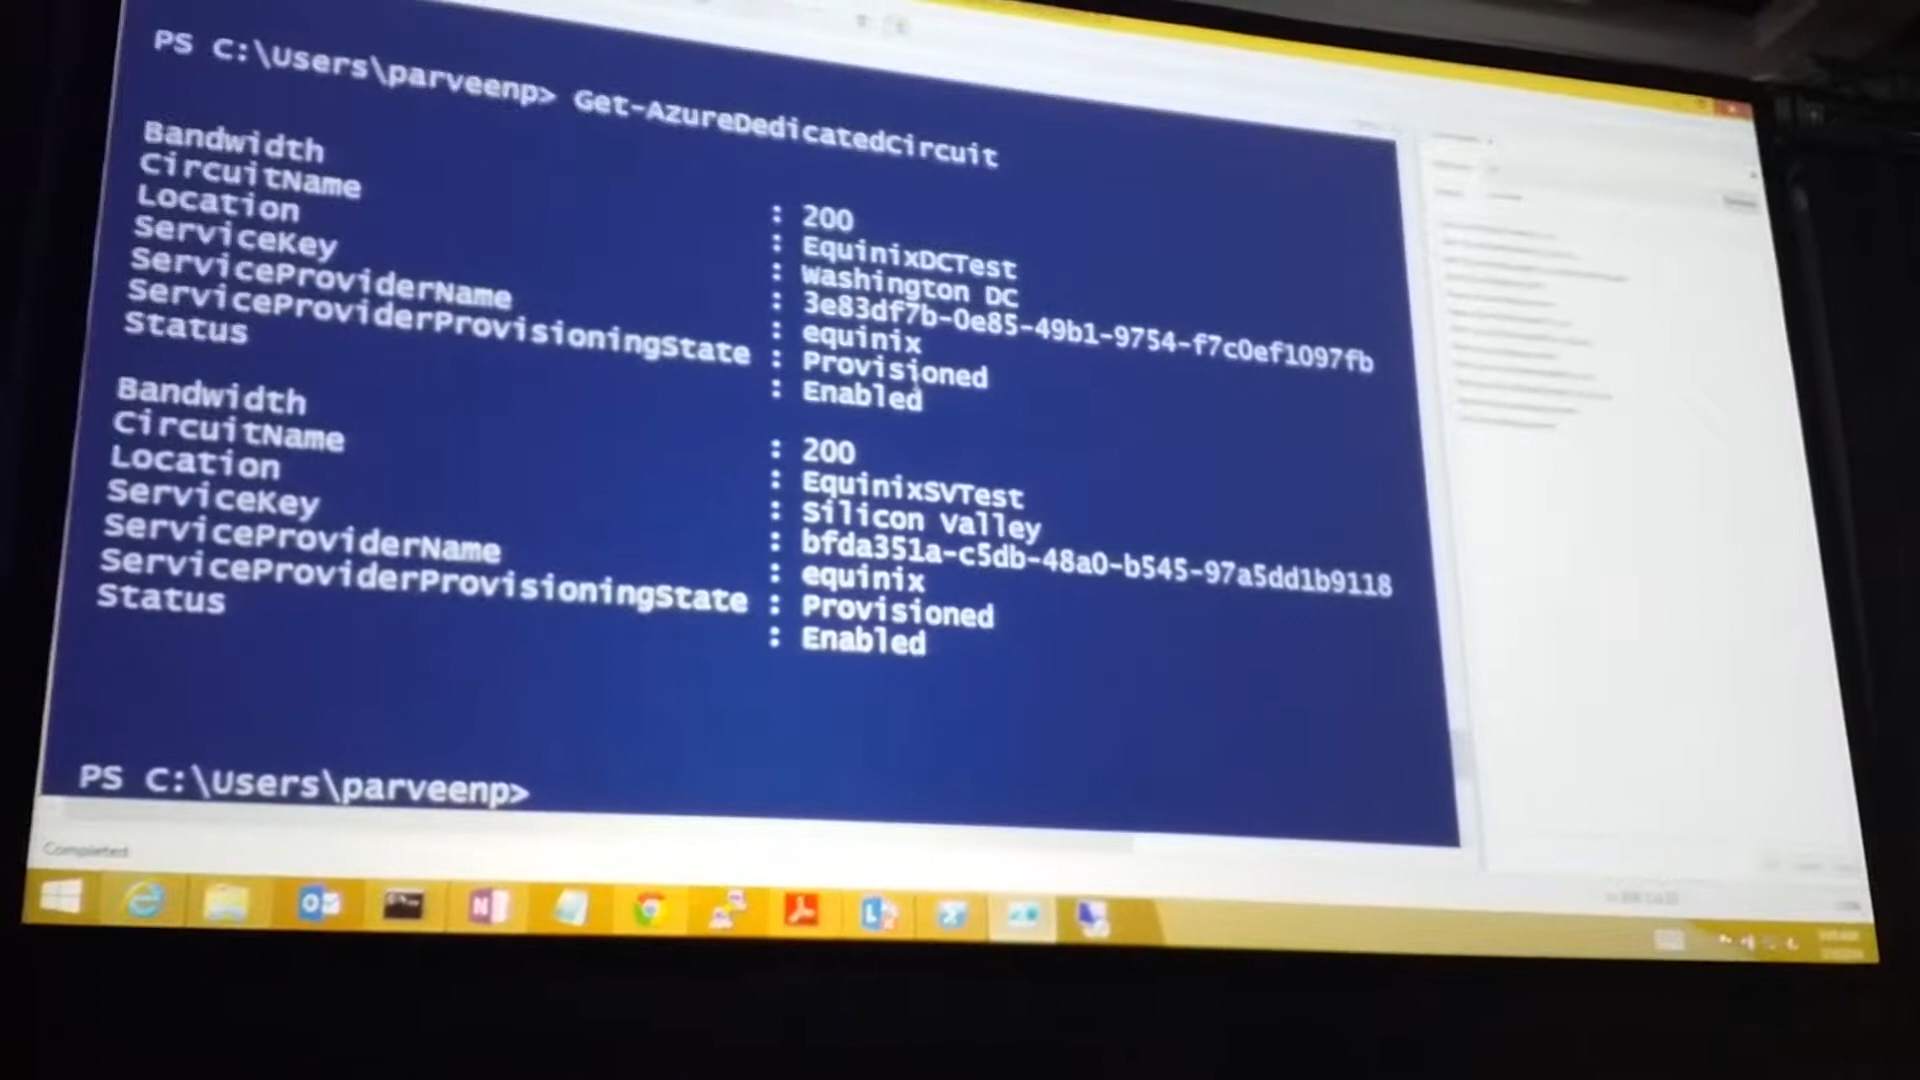 PS C:\Users\parveenp> Get-AzureDedicatedCircuit
Bandwidth : 200
CircuitName : EquinixDCTest
Location : Washington DC
ServiceKey : 3e83df7b-0e85-49b1-9754-f7c0ef1097fb
ServiceProviderName : equinix
ServiceProviderProvisioningState : Provisioned
Status : Enabled
Bandwidth : 200
CircuitName : EquinixSVTest
Location : Silicon Valley
ServiceKey : bfda351a-c5db-48a0-b545-97a5dd1b9118
ServiceProviderName : equinix
ServiceProviderProvisioningState : Provisioned
Status : Enabled
PS C:\Users\parveenp>
Completed